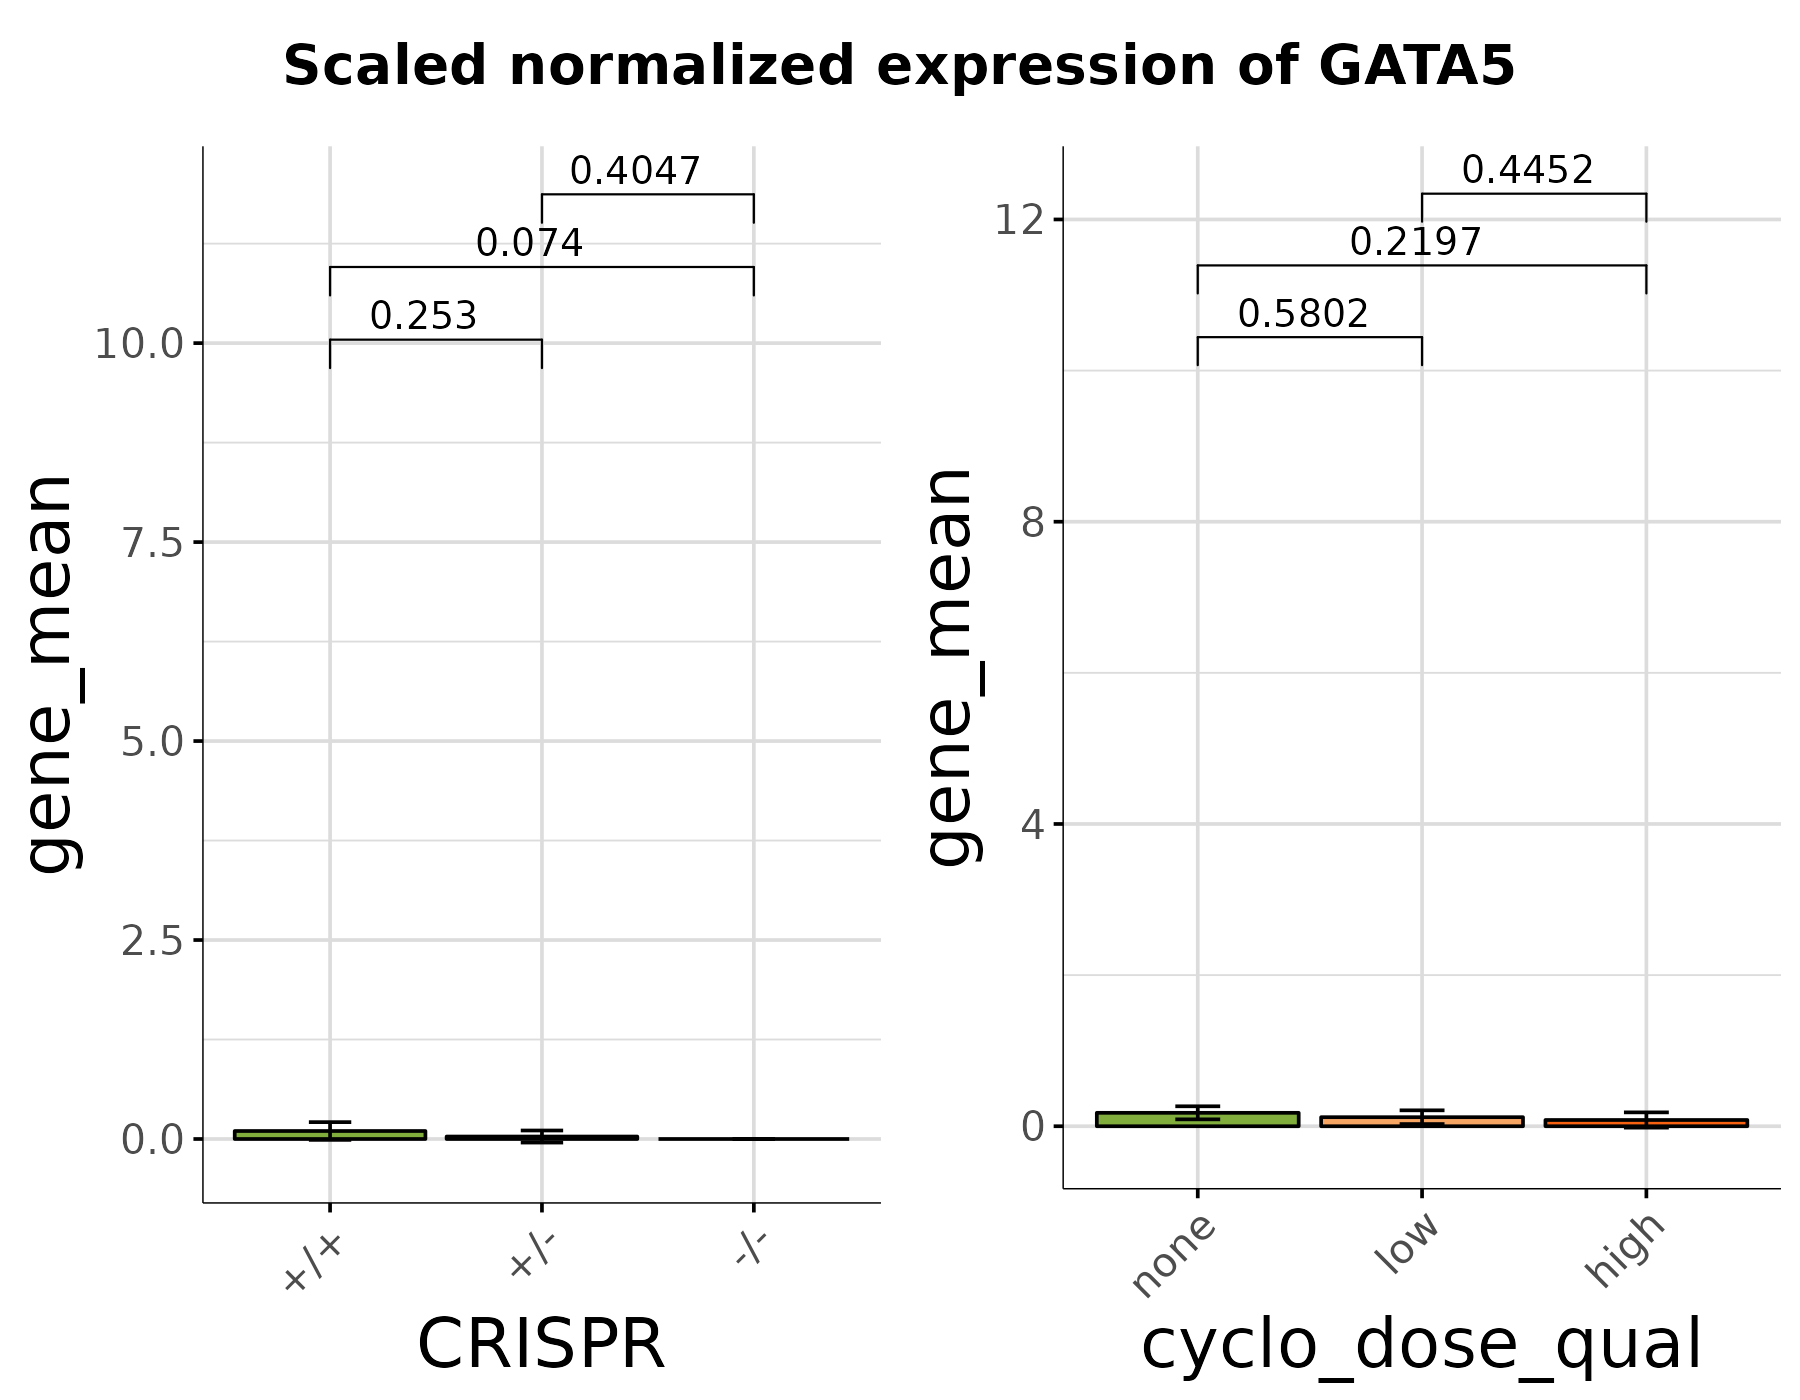 Scaled normalized expression of GATA5
gene_mean
10.0
7.5
5.0
2.5
0.0
0.4047
0.074
0.253
+/+
+/-
-/-
CRISPR
gene_mean
12
8
4
0
0.4452
0.2197
0.5802
none
low
high
cyclo_dose_qual